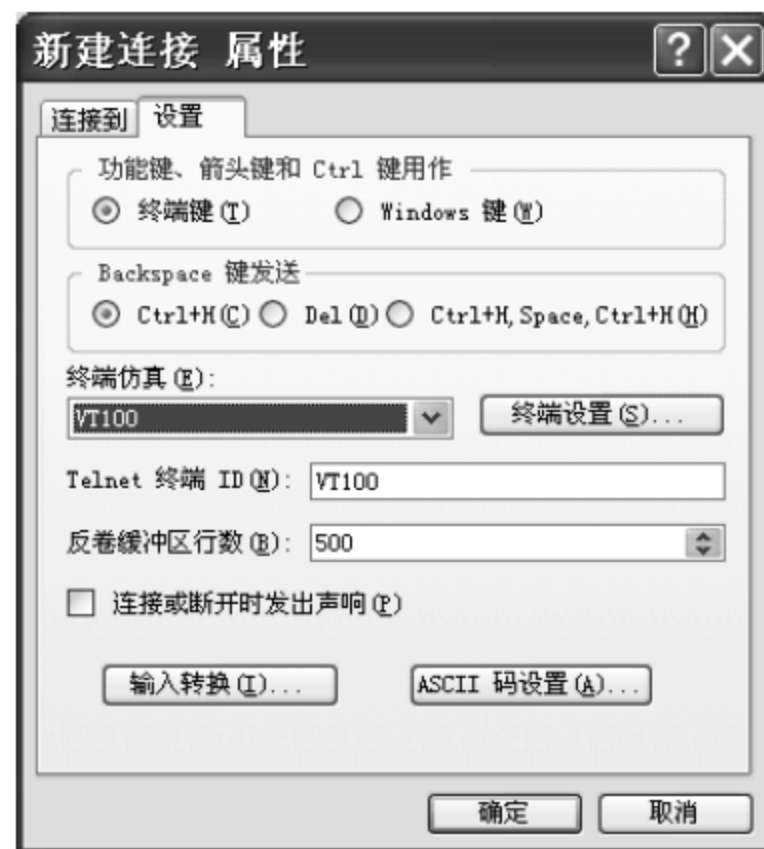 新建连接 属性
连接到 设置
功能键、箭头键和 Ctrl 键用作
终端键(T) Windows 键(W)
Backspace 键发送
Ctrl+H(C) Del(D) Ctrl+H, Space, Ctrl+H(H)
终端仿真(E):
VT100 终端设置(S)...
Telnet 终端 ID(N): VT100
反卷缓冲区行数(B): 500
连接或断开时发出声响(P)
输入转换(I)... ASCII 码设置(A)...
确定 取消